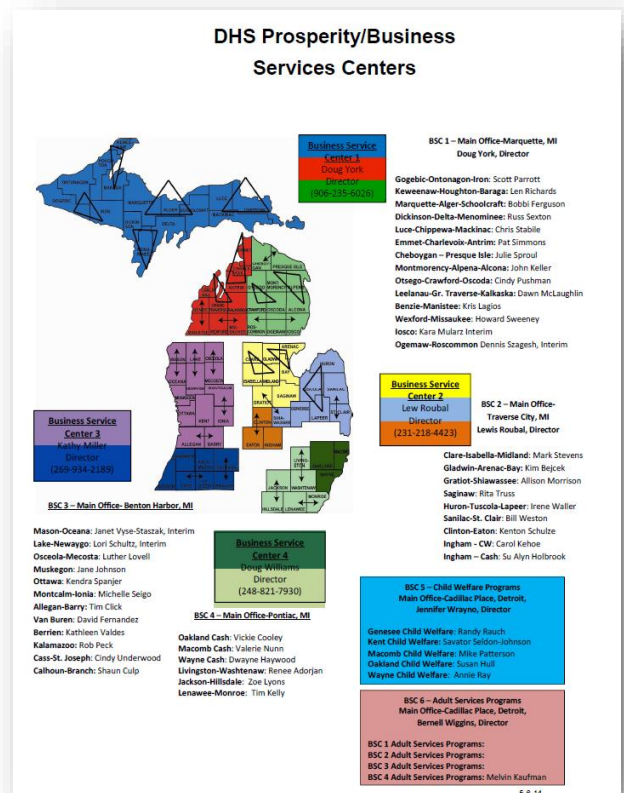 DHS Prosperity/Business
Services Centers
Business Service
Center 1
Doug York
Director
(906-235-6026)
BSC 1 – Main Office-Marquette, MI
Doug York, Director
Gogebic-Ontonagon-Iron: Scott Parrott
Keweenaw-Houghton-Baraga: Len Richards
Marquette-Alger-Schoolcraft: Bobbi Ferguson
Dickinson-Delta-Menominee: Russ Sexton
Luce-Chippewa-Mackinac: Chris Stabile
Emmet-Charlevoix-Antrim: Pat Simmons
Cheboygan – Presque Isle: Julie Sproul
Montmorency-Alpena-Alcona: John Keller
Otsego-Crawford-Oscoda: Cindy Pushman
Leelanau-Gr. Traverse-Kalkaska: Dawn McLaughlin
Benzie-Manistee: Kris Lagios
Wexford-Missaukee: Howard Sweeney
Iosco: Kara Mularz Interim
Ogemaw-Roscommon Dennis Szagesh, Interim
Business Service
Center 2
Lew Roubal
Director
(231-218-4423)
BSC 2 – Main Office-
Traverse City, MI
Lewis Roubal, Director
Clare-Isabella-Midland: Mark Stevens
Gladwin-Arenac-Bay: Kim Bejcek
Gratiot-Shiawassee: Allison Morrison
Saginaw: Rita Truss
Huron-Tuscola-Lapeer: Irene Waller
Sanilac-St. Clair: Bill Weston
Clinton-Eaton: Kenton Schulze
Ingham - CW: Carol Kehoe
Ingham – Cash: Su Alyn Holbrook
Business Service
Center 3
Kathy Miller
Director
(269-934-2189)
BSC 3 – Main Office- Benton Harbor, MI
Mason-Oceana: Janet Vyse-Staszak, Interim
Lake-Newaygo: Lori Schultz, Interim
Osceola-Mecosta: Luther Lovell
Muskegon: Jane Johnson
Ottawa: Kendra Spanjer
Montcalm-Ionia: Michelle Seigo
Allegan-Barry: Tim Click
Van Buren: David Fernandez
Berrien: Kathleen Valdes
Kalamazoo: Rob Peck
Cass-St. Joseph: Cindy Underwood
Calhoun-Branch: Shaun Culp
Business Service
Center 4
Doug Williams
Director
(248-821-7930)
BSC 4 – Main Office-Pontiac, MI
Oakland Cash: Vickie Cooley
Macomb Cash: Valerie Nunn
Wayne Cash: Dwayne Haywood
Livingston-Washtenaw: Renee Adorjan
Jackson-Hillsdale: Zoe Lyons
Lenawee-Monroe: Tim Kelly
BSC 5 – Child Welfare Programs
Main Office-Cadillac Place, Detroit,
Jennifer Wrayno, Director
Genesee Child Welfare: Randy Rauch
Kent Child Welfare: Savator Seldon-Johnson
Macomb Child Welfare: Mike Patterson
Oakland Child Welfare: Susan Hull
Wayne Child Welfare: Annie Ray
BSC 6 – Adult Services Programs
Main Office-Cadillac Place, Detroit,
Bernell Wiggins, Director
BSC 1 Adult Services Programs:
BSC 2 Adult Services Programs:
BSC 3 Adult Services Programs:
BSC 4 Adult Services Programs: Melvin Kaufman